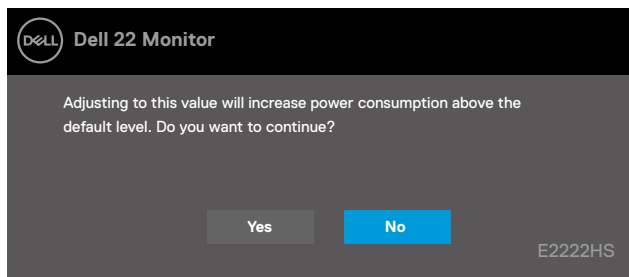 DELL Dell 22 Monitor
Adjusting to this value will increase power consumption above the
default level. Do you want to continue?
Yes No
E2222HS